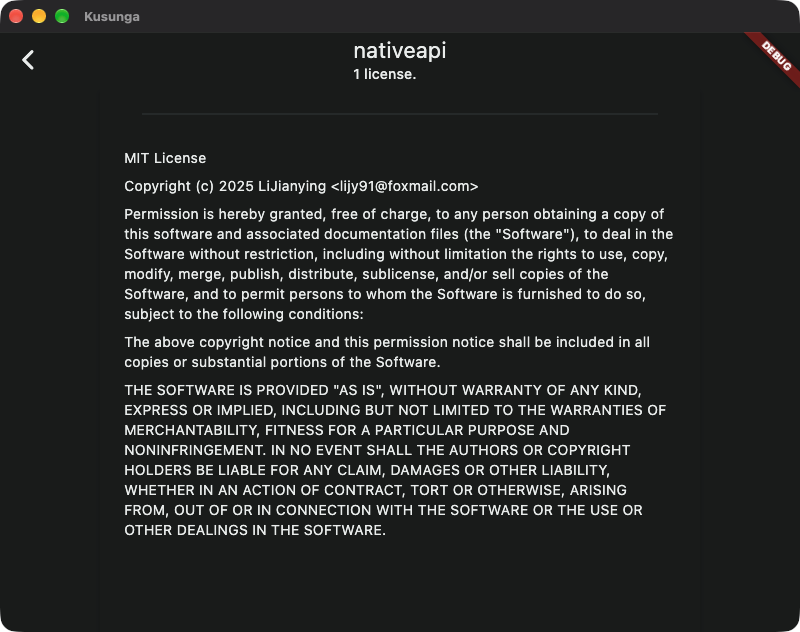 Kusunga
nativeapi
1 license.
DEBUG
MIT License
Copyright (c) 2025 LiJianying <lijy91@foxmail.com>
Permission is hereby granted, free of charge, to any person obtaining a copy of
this software and associated documentation files (the "Software"), to deal in the
Software without restriction, including without limitation the rights to use, copy,
modify, merge, publish, distribute, sublicense, and/or sell copies of the
Software, and to permit persons to whom the Software is furnished to do so,
subject to the following conditions:
The above copyright notice and this permission notice shall be included in all
copies or substantial portions of the Software.
THE SOFTWARE IS PROVIDED "AS IS", WITHOUT WARRANTY OF ANY KIND,
EXPRESS OR IMPLIED, INCLUDING BUT NOT LIMITED TO THE WARRANTIES OF
MERCHANTABILITY, FITNESS FOR A PARTICULAR PURPOSE AND
NONINFRINGEMENT. IN NO EVENT SHALL THE AUTHORS OR COPYRIGHT
HOLDERS BE LIABLE FOR ANY CLAIM, DAMAGES OR OTHER LIABILITY,
WHETHER IN AN ACTION OF CONTRACT, TORT OR OTHERWISE, ARISING
FROM, OUT OF OR IN CONNECTION WITH THE SOFTWARE OR THE USE OR
OTHER DEALINGS IN THE SOFTWARE.